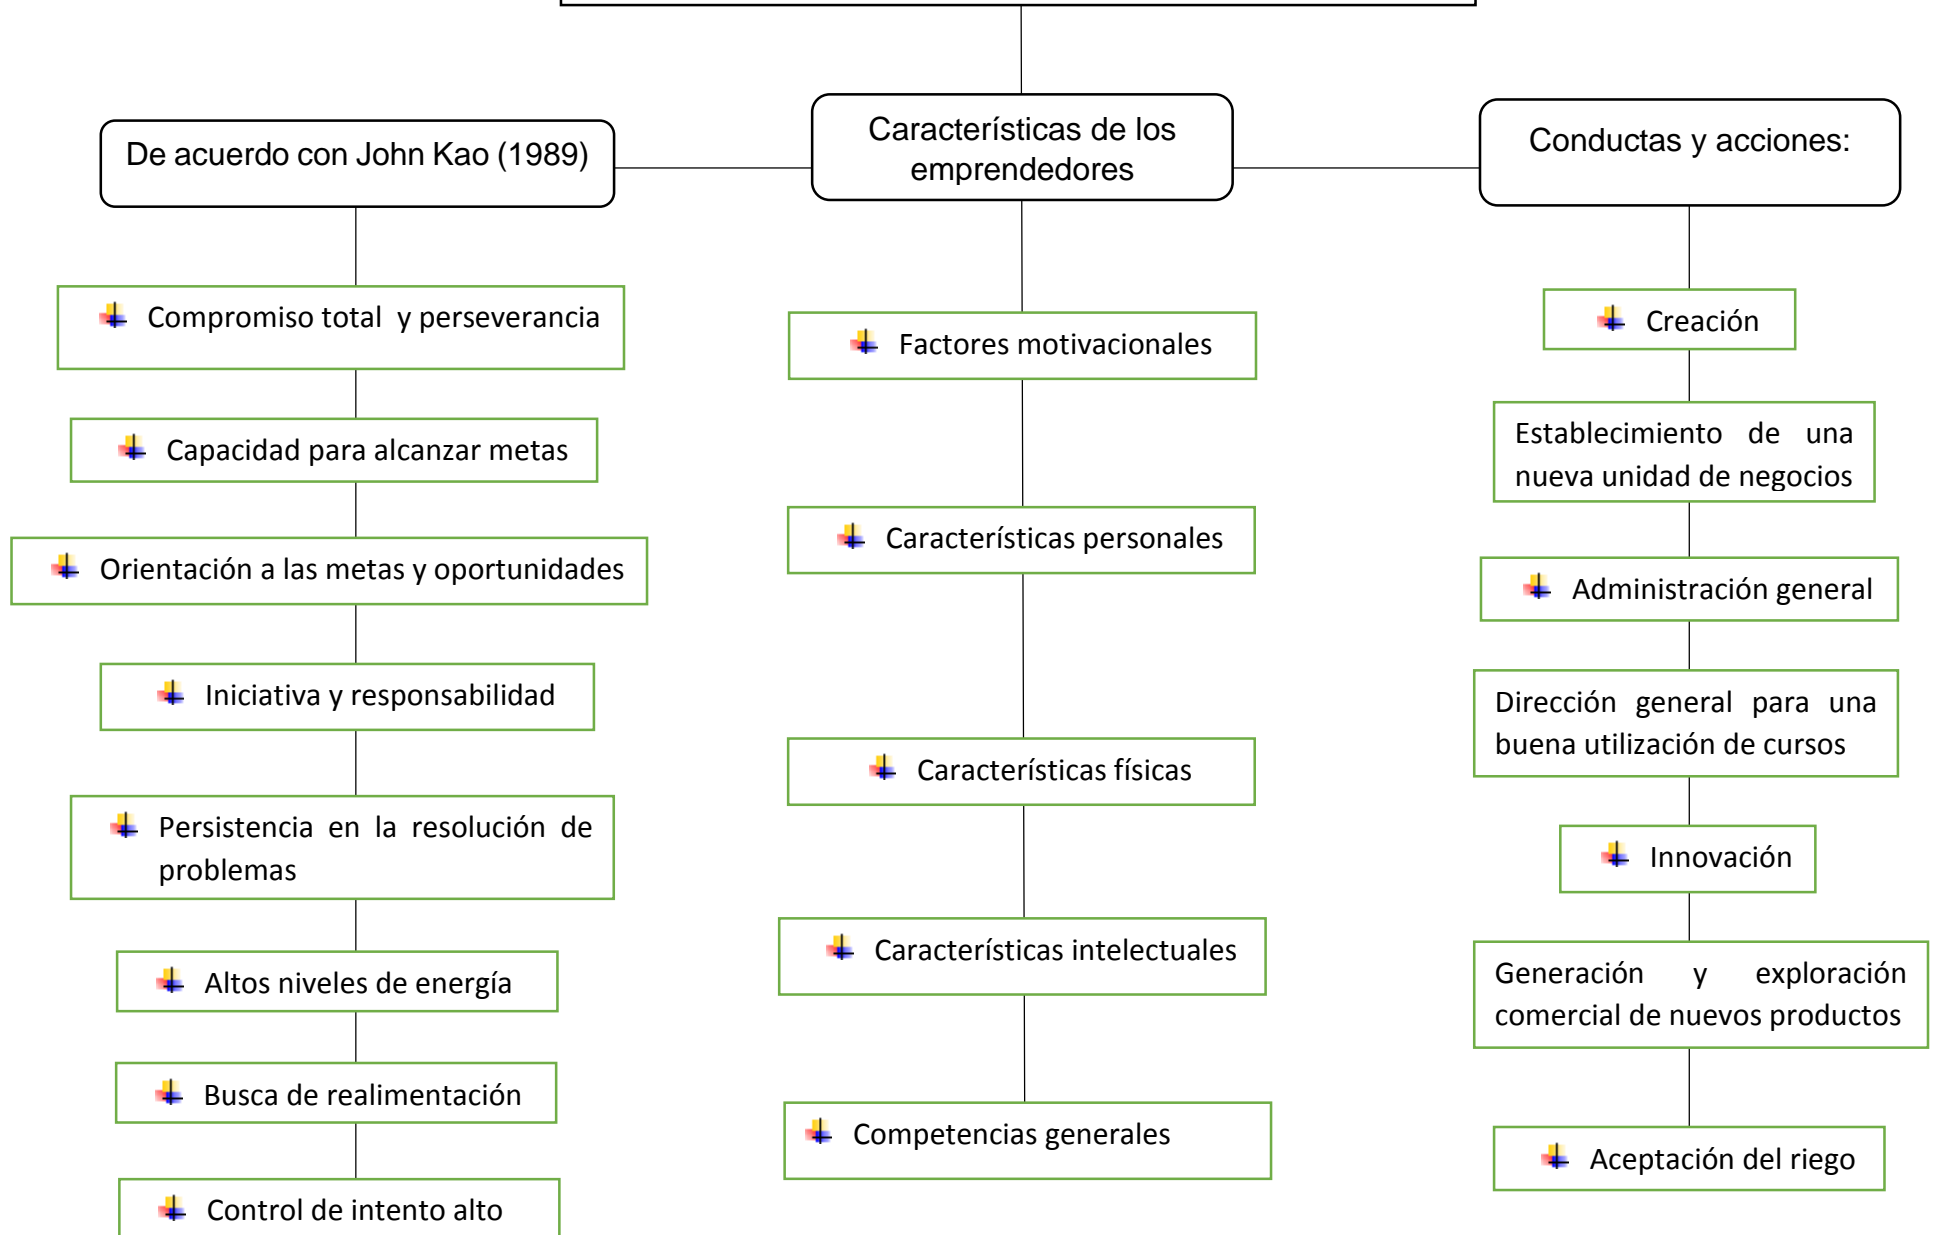 De acuerdo con John Kao (1989)
Compromiso total y perseverancia
Capacidad para alcanzar metas
Orientación a las metas y oportunidades
Iniciativa y responsabilidad
Persistencia en la resolución de
problemas
Altos niveles de energía
Busca de realimentación
Control de intento alto
Características de los
emprendedores
Factores motivacionales
Características personales
Características físicas
Características intelectuales
Competencias generales
Conductas y acciones:
Creación
Establecimiento de una
nueva unidad de negocios
Administración general
Dirección general para una
buena utilización de cursos
Innovación
Generación y exploración
comercial de nuevos productos
Aceptación del riego